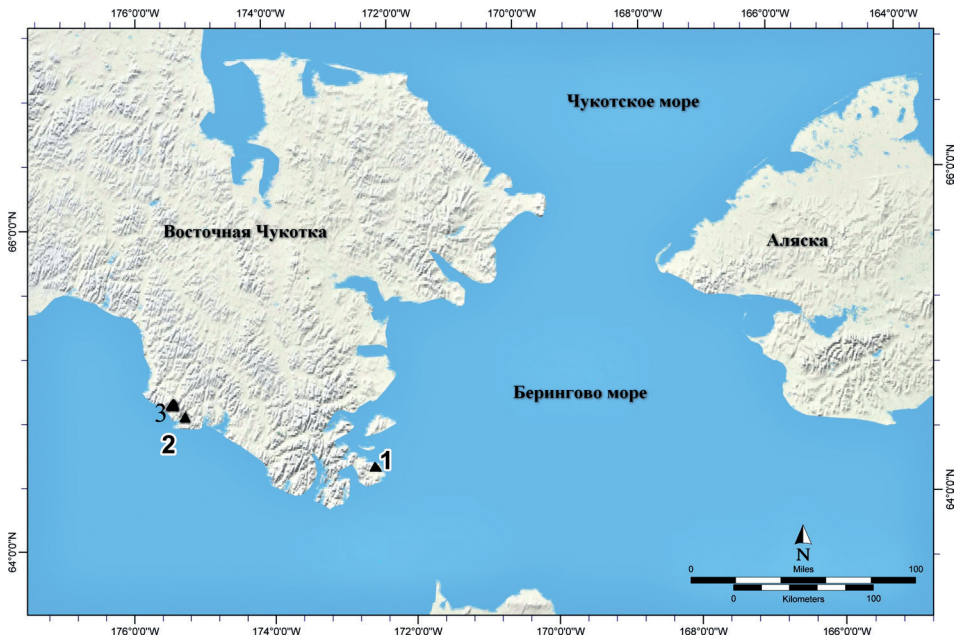 176°0'0"W 174°0'0"W 172°0'0"W 170°0'0"W 168°0'0"W 166°0'0"W 164°0'0"W
Чукотское море
66°0'0"N
66°0'0"N
Восточная Чукотка
Аляска
Берингово море
3
2
1
64°0'0"N
64°0'0"N
N
0 Miles 100
0 Kilometers 100
176°0'0"W 174°0'0"W 172°0'0"W 170°0'0"W 168°0'0"W 166°0'0"W